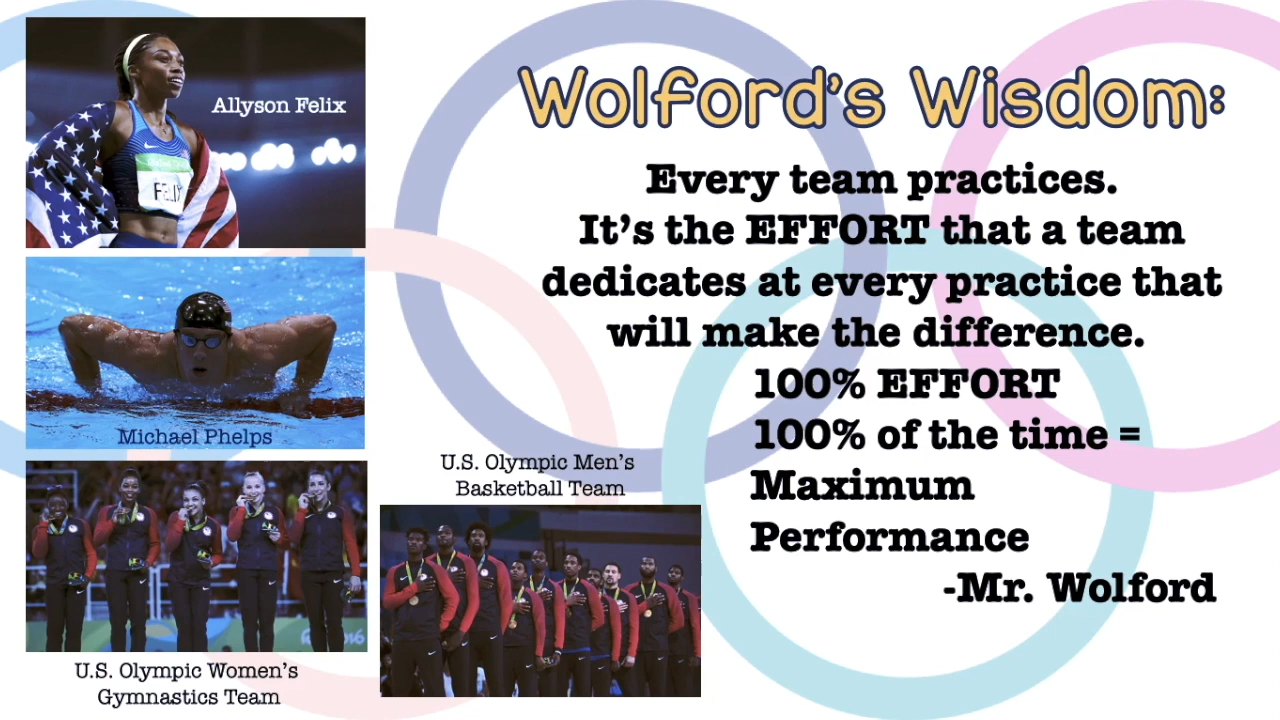 Allyson Felix
FELIX
Michael Phelps
U.S. Olympic Women's
Gymnastics Team
U.S. Olympic Men's
Basketball Team
Wolford's Wisdom:
Every team practices.
It's the EFFORT that a team
dedicates at every practice that
will make the difference.
100% EFFORT
100% of the time =
Maximum
Performance
-Mr. Wolford